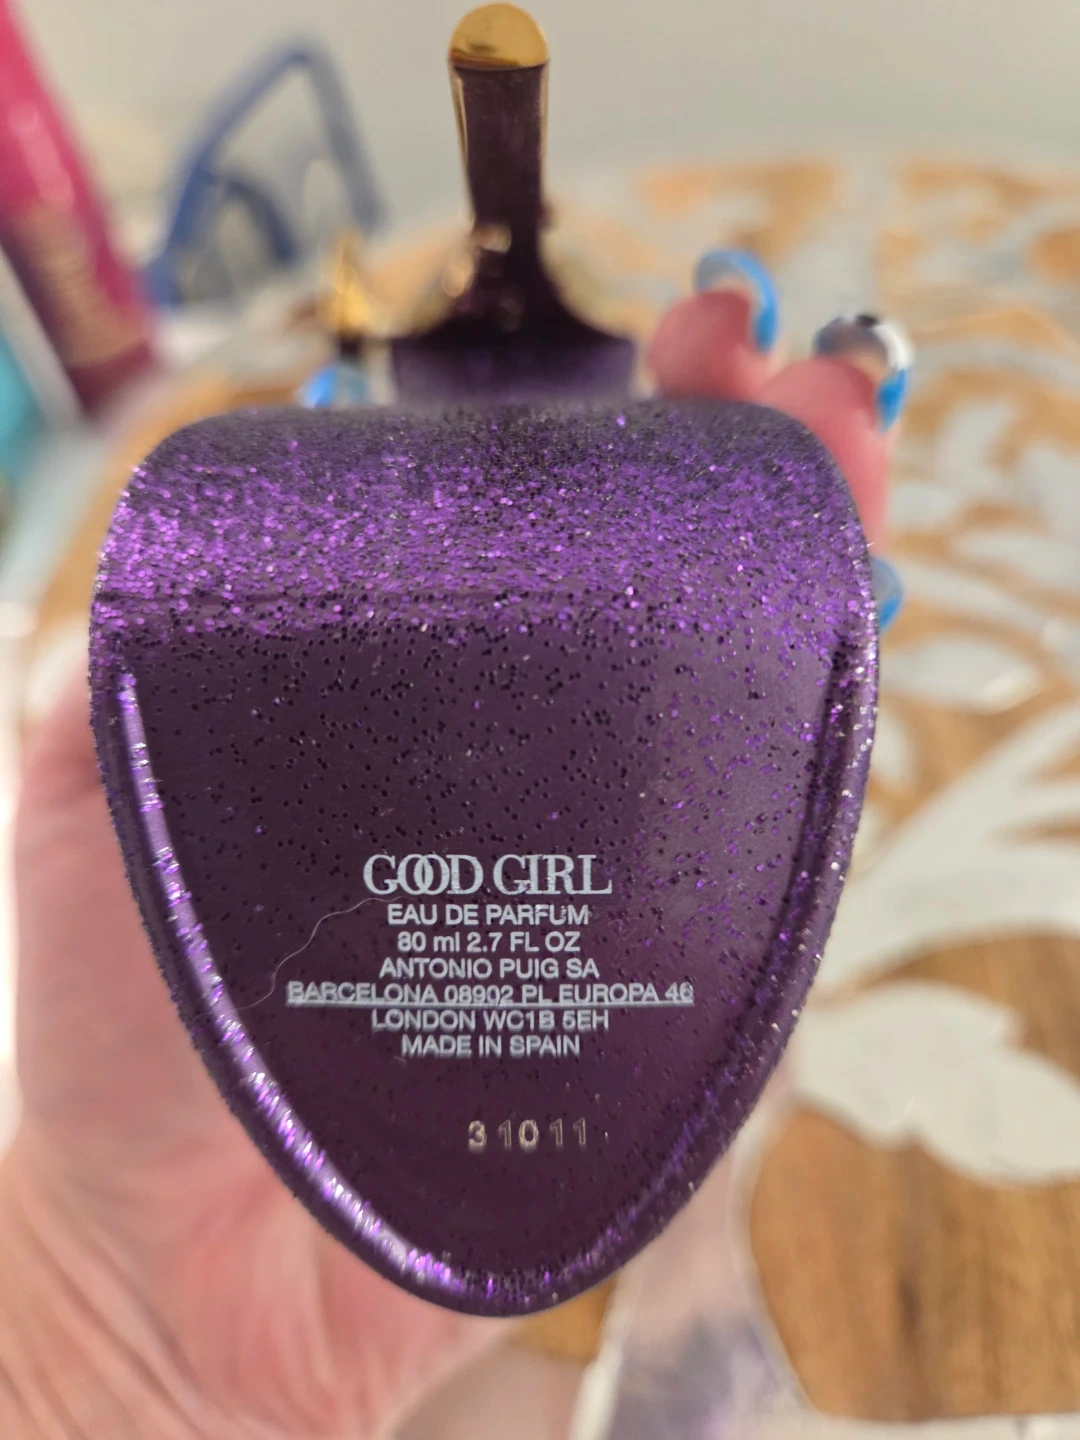 GOOD GIRL
EAU DE PARFUM
80 ml 2.7 FL OZ
ANTONIO PUIG SA
BARCELONA 08902 PL EUROPA 46
LONDON WC1B 5EH
MADE IN SPAIN
31011